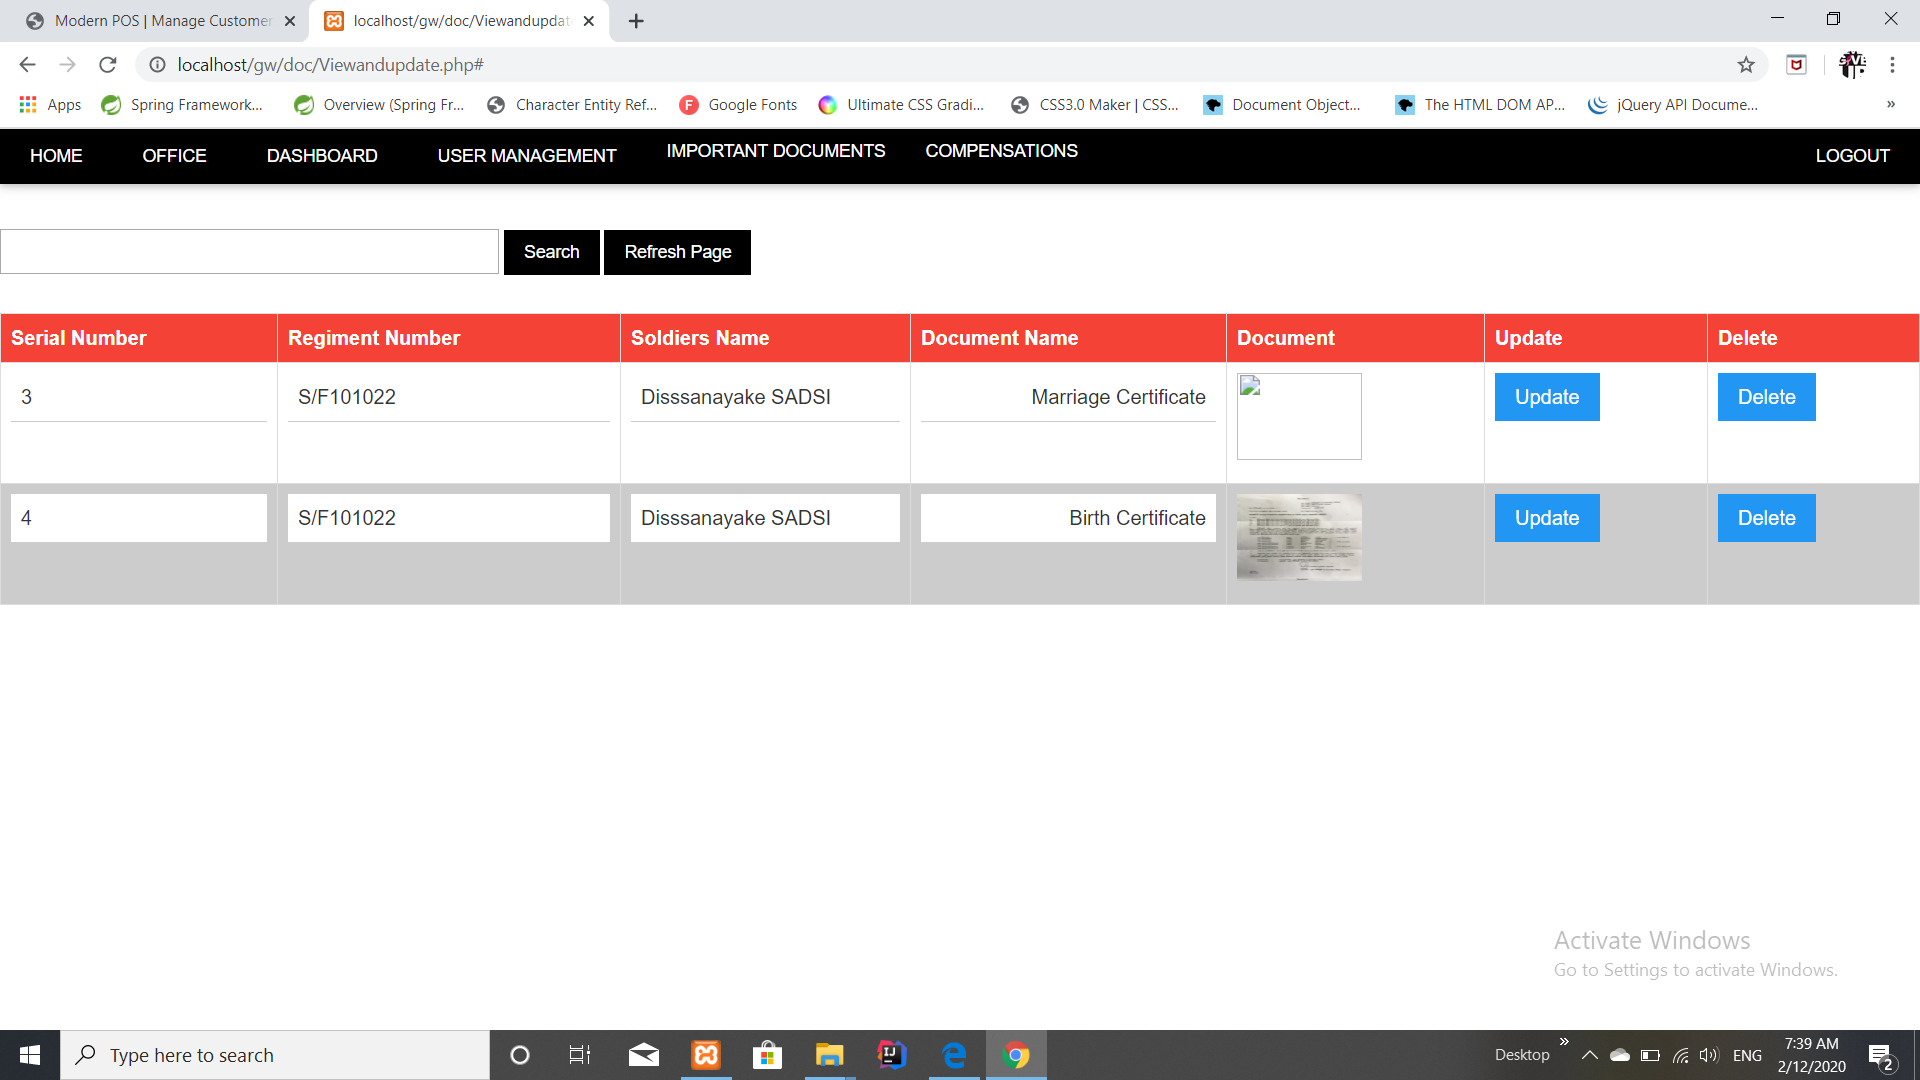 Modern POS | Manage Customer
localhost/gw/doc/Viewandupdat
localhost/gw/doc/Viewandupdate.php#
Apps Spring Framework... Overview (Spring Fr... Character Entity Ref... Google Fonts Ultimate CSS Gradi... CSS3.0 Maker | CSS... Document Object... The HTML DOM AP... jQuery API Docume... »
HOME OFFICE DASHBOARD USER MANAGEMENT IMPORTANT DOCUMENTS COMPENSATIONS LOGOUT
Search Refresh Page
Serial Number Regiment Number Soldiers Name Document Name Document Update Delete
3 S/F101022 Disssanayake SADSI Marriage Certificate Update Delete
4 S/F101022 Disssanayake SADSI Birth Certificate Update Delete
Activate Windows
Go to Settings to activate Windows.
Type here to search
Desktop » ENG
7:39 AM
2/12/2020
2